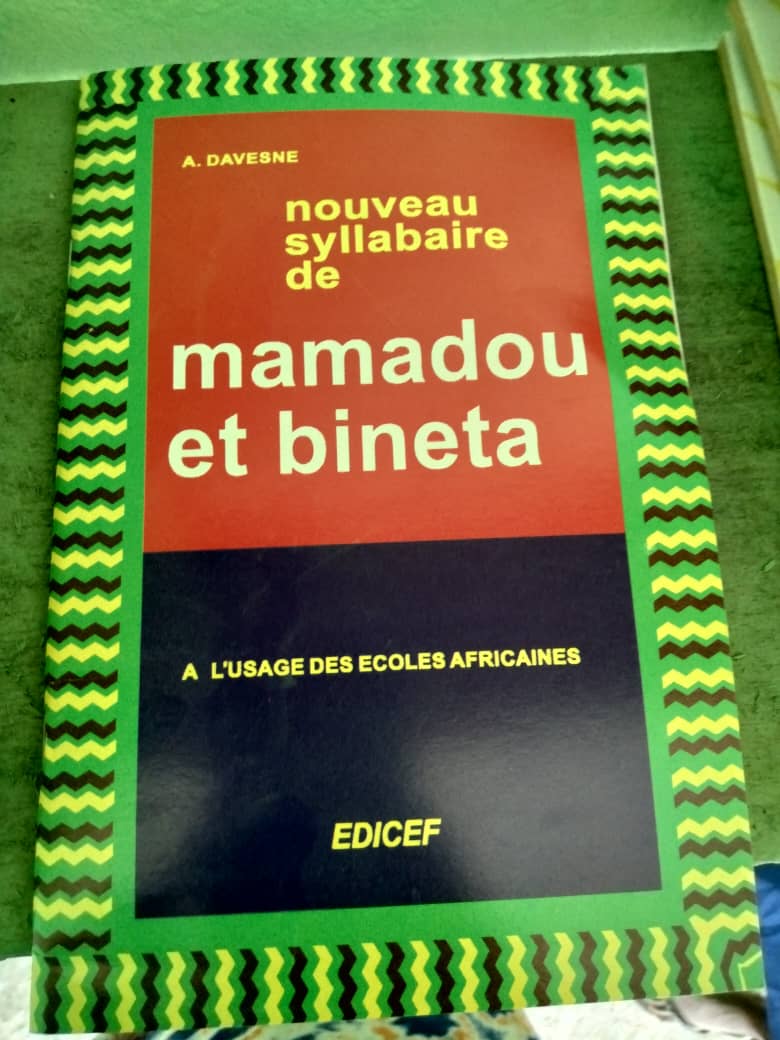 A. DAVESNE
nouveau
syllabaire
de
mamadou
et bineta
A L'USAGE DES ECOLES AFRICAINES
EDICEF